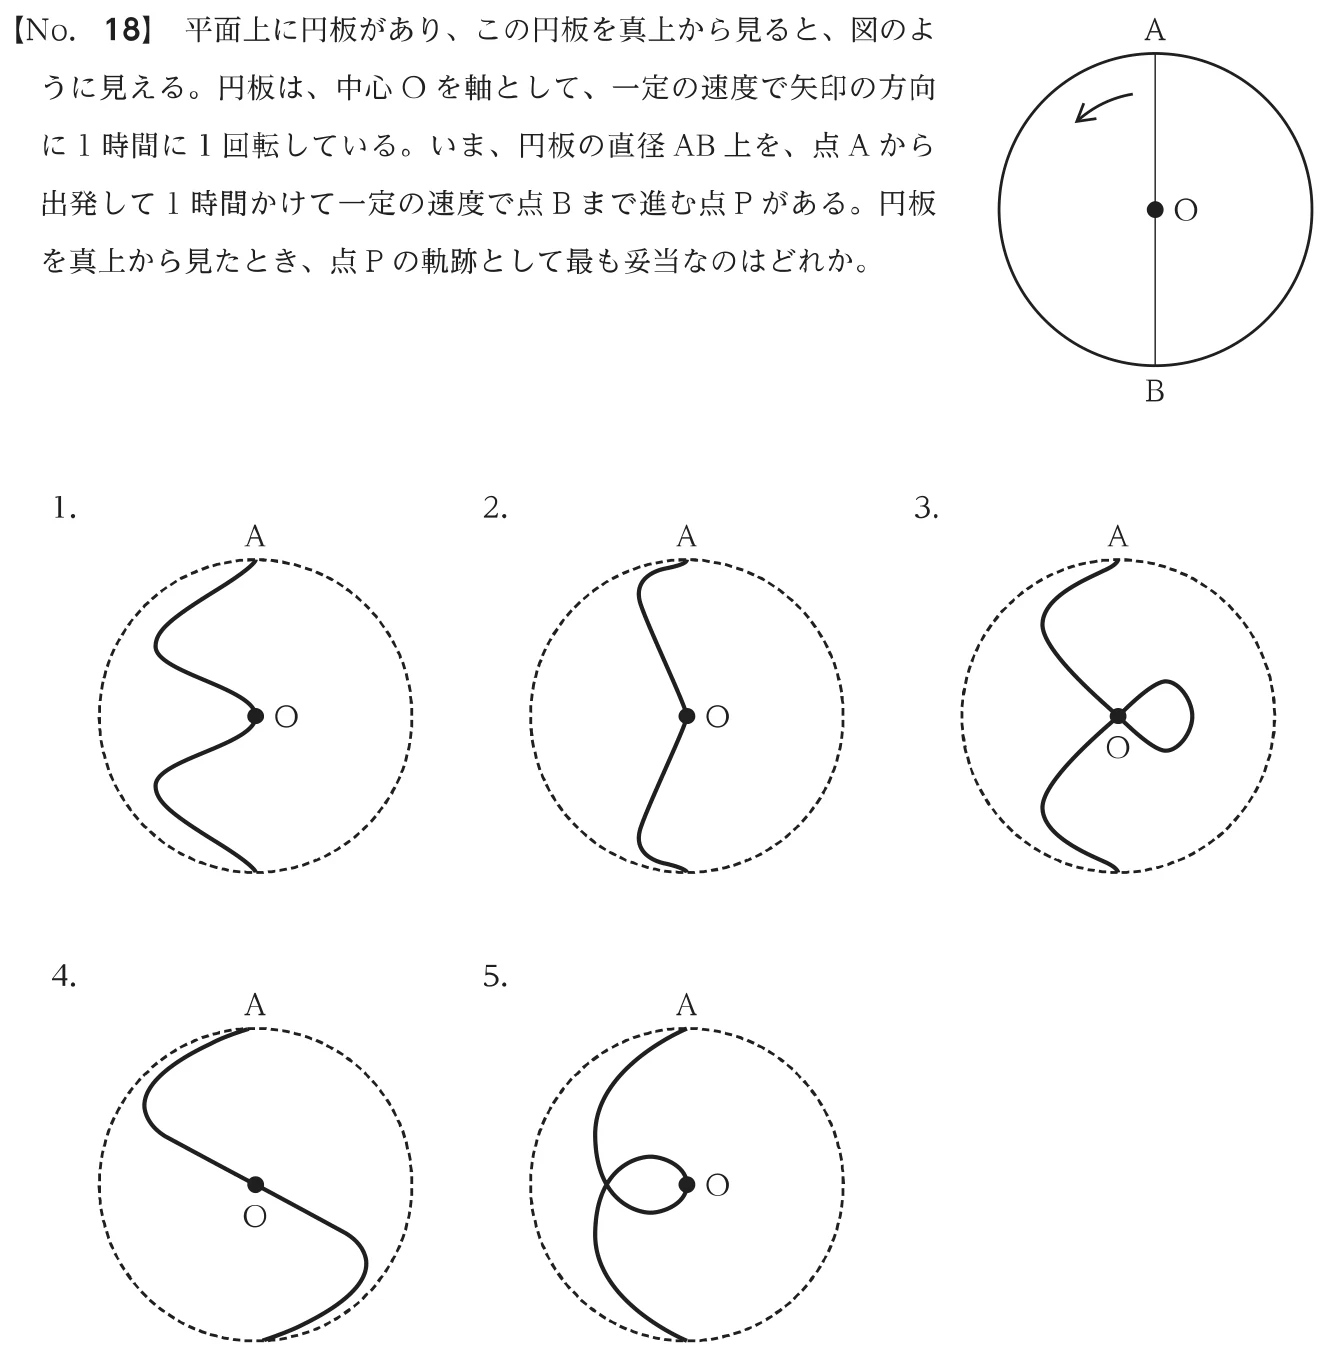 【No. 18】 平面上に円板があり、この円板を真上から見ると、図のよ
うに見える。円板は、中心 O を軸として、一定の速度で矢印の方向
に 1 時間に 1 回転している。いま、円板の直径 AB 上を、点 A から
出発して 1 時間かけて一定の速度で点 B まで進む点 P がある。円板
を真上から見たとき、点 P の軌跡として最も妥当なのはどれか。
A
O
B
1.
A
O
2.
A
O
3.
A
O
4.
A
O
5.
A
O